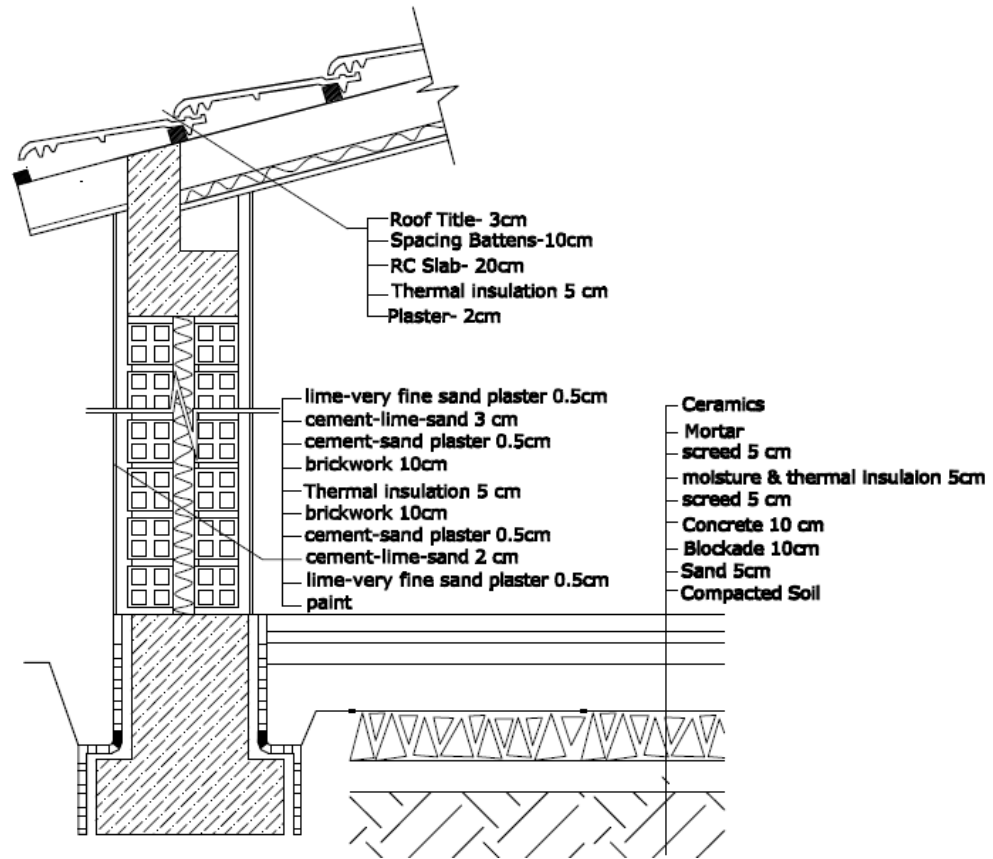 Roof Title- 3cm
Spacing Battens-10cm
RC Slab- 20cm
Thermal insulation 5 cm
Plaster- 2cm
lime-very fine sand plaster 0.5cm
cement-lime-sand 3 cm
cement-sand plaster 0.5cm
brickwork 10cm
Thermal insulation 5 cm
brickwork 10cm
cement-sand plaster 0.5cm
cement-lime-sand 2 cm
lime-very fine sand plaster 0.5cm
paint
Ceramics
Mortar
screed 5 cm
moisture & thermal insulaion 5cm
screed 5 cm
Concrete 10 cm
Blockade 10cm
Sand 5cm
Compacted Soil